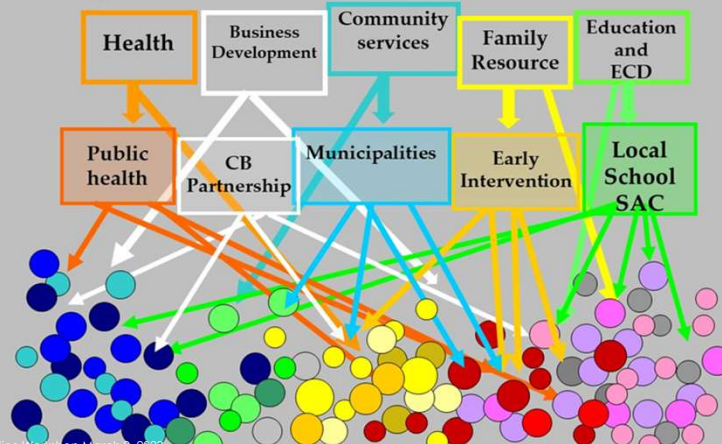 Health
Business
Development
Community
services
Family
Resource
Education
and
ECD
Public
health
CB
Partnership
Municipalities
Early
Intervention
Local
School
SAC